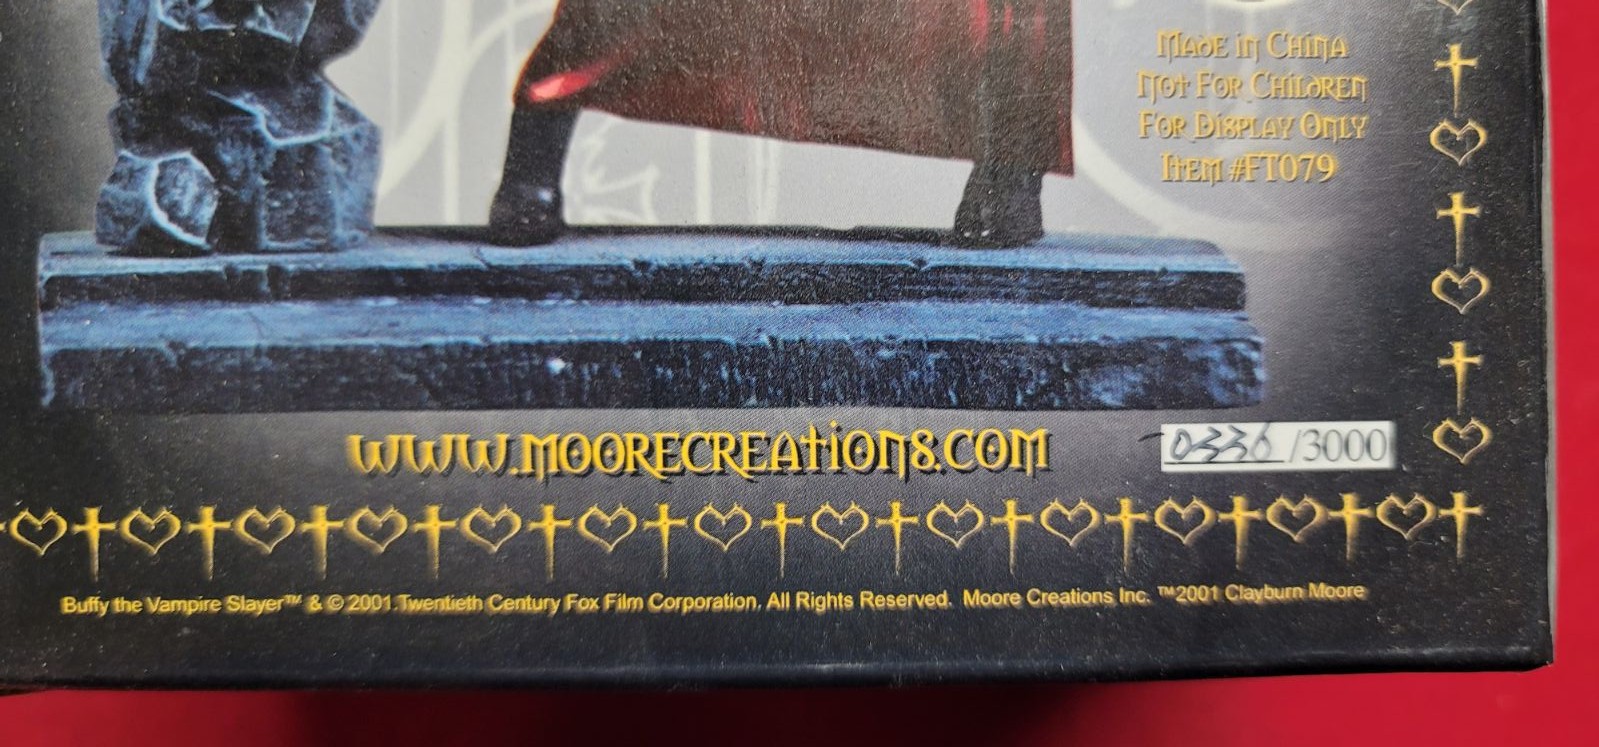 Made in China
Not For Children
For Display Only
Item #FT079
www.moorecreations.com
0336 /3000
Buffy the Vampire Slayer™ & © 2001 Twentieth Century Fox Film Corporation, All Rights Reserved. Moore Creations Inc. ™2001 Clayburn Moore